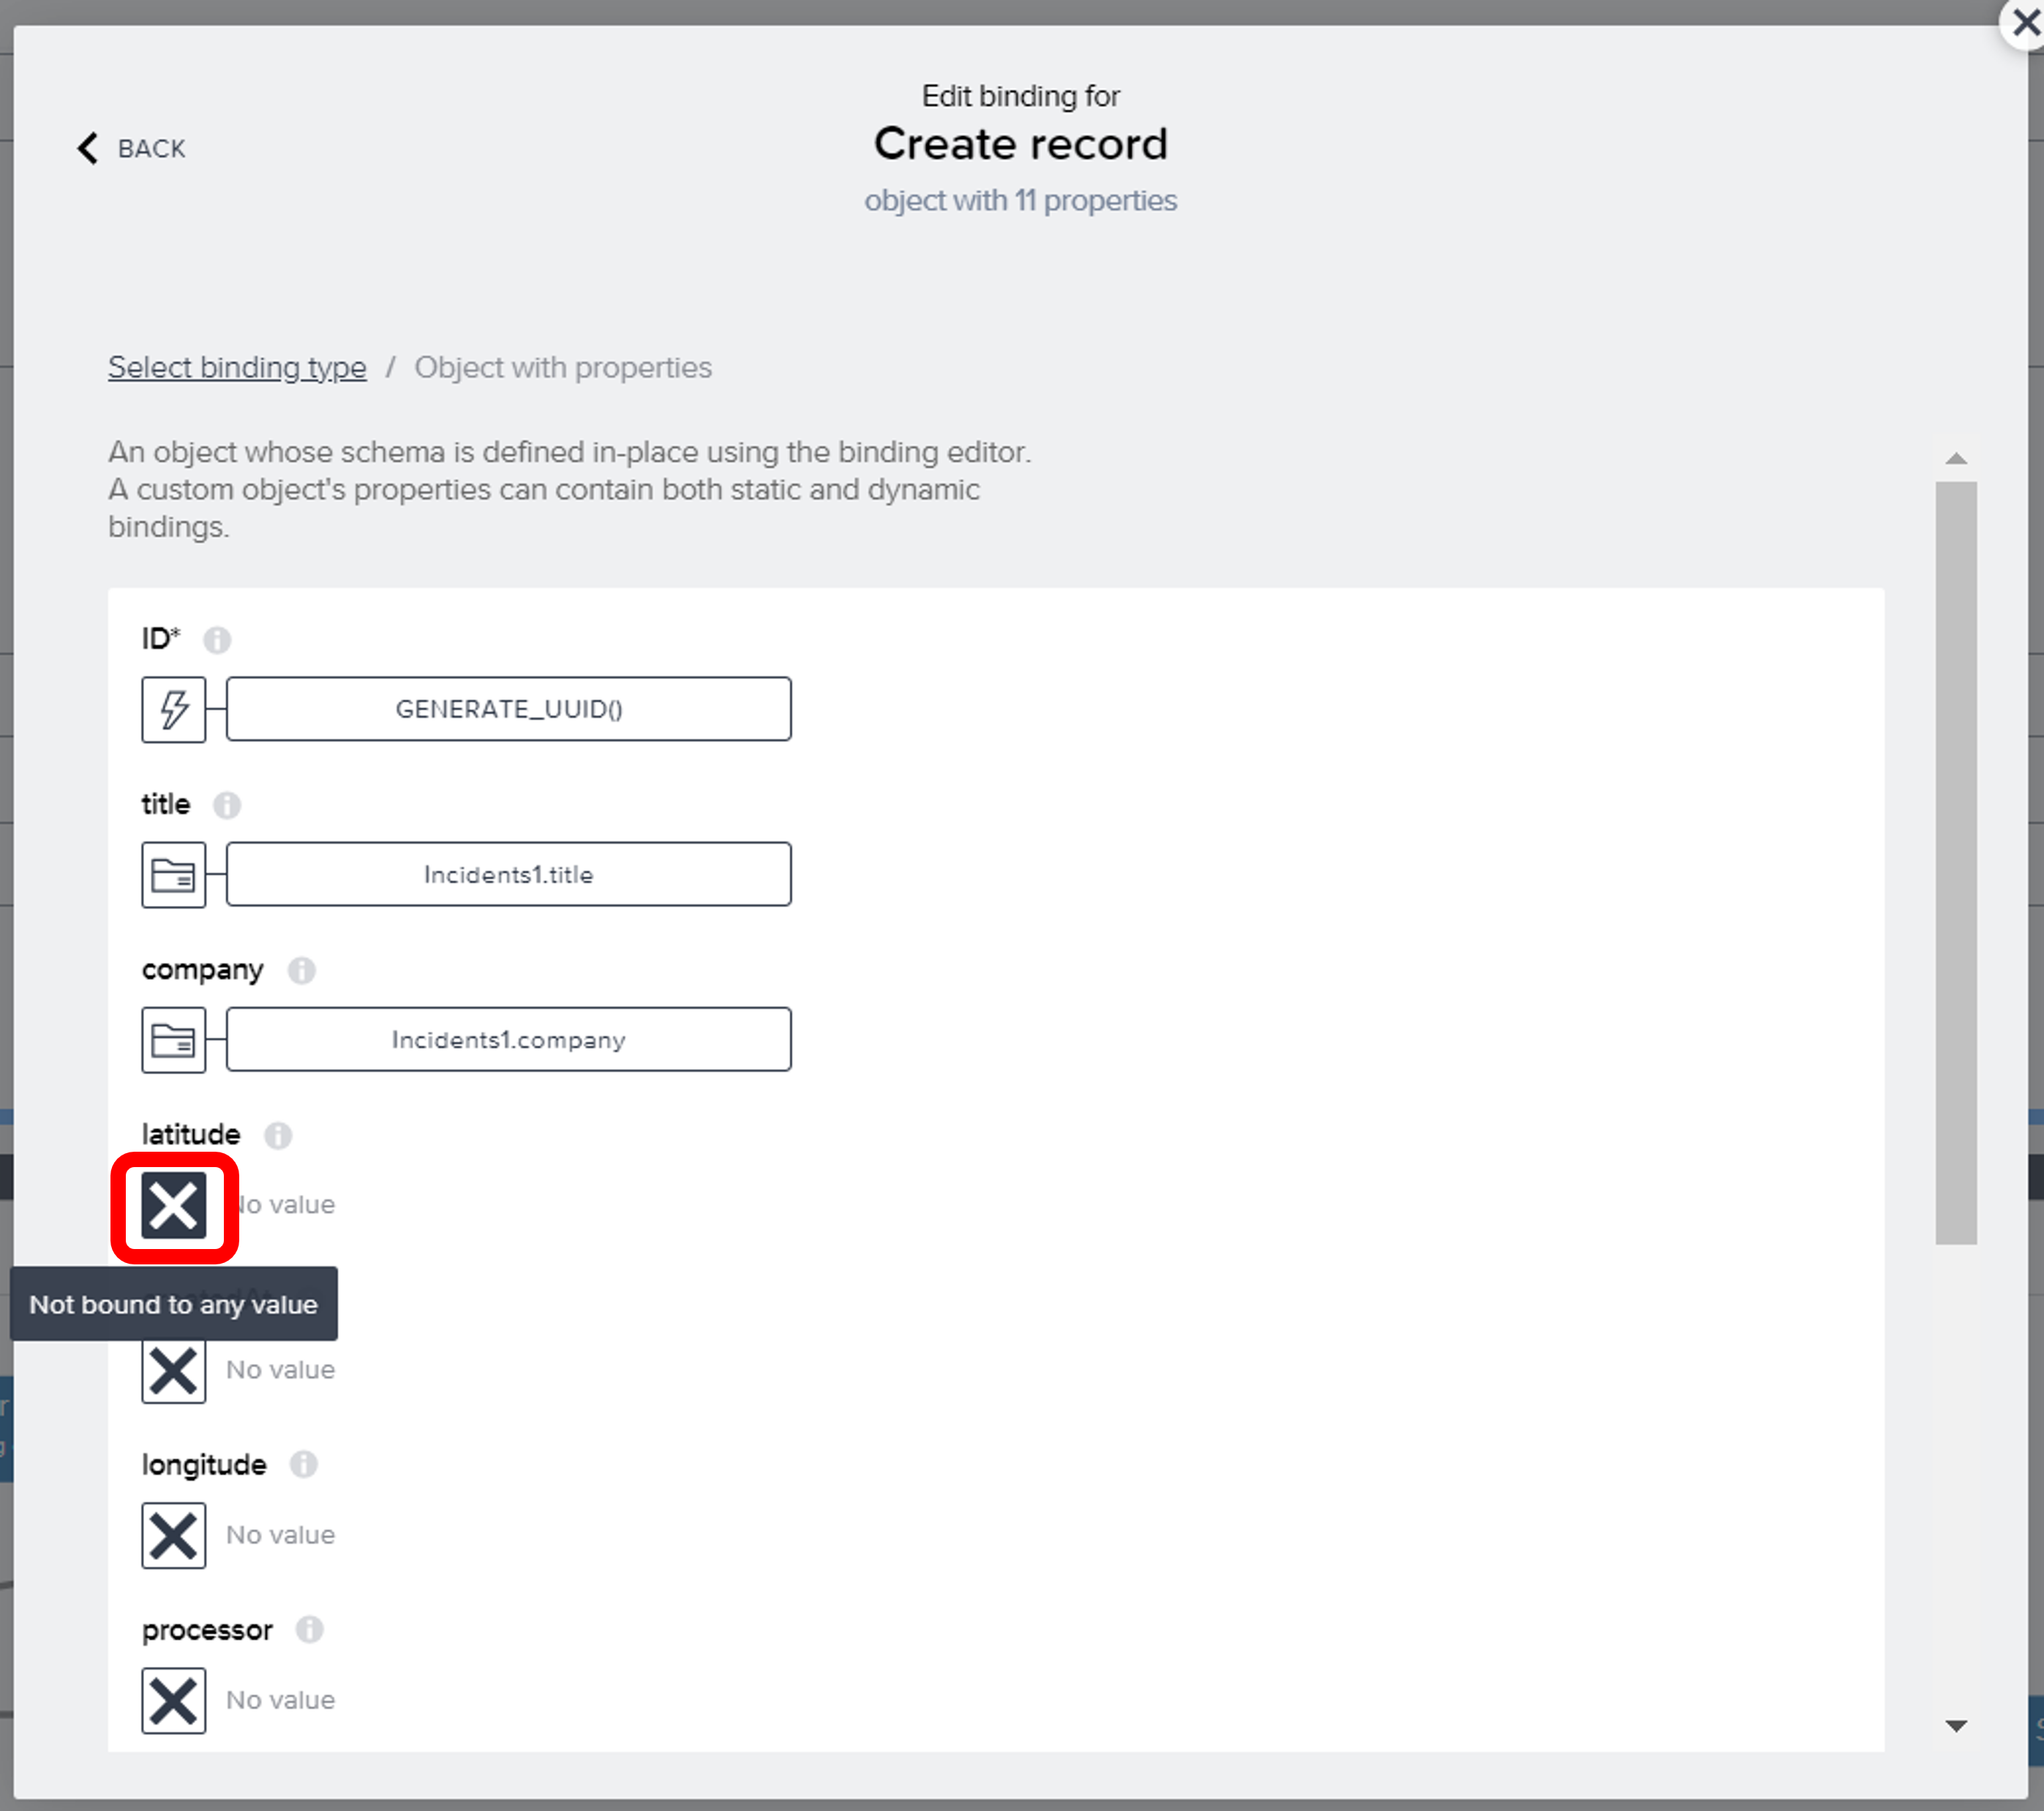 Edit binding for
BACK
Create record
object with 11 properties
Select binding type / Object with properties
An object whose schema is defined in-place using the binding editor.
A custom object's properties can contain both static and dynamic
bindings.
ID*
GENERATE_UUID()
title
Incidents1.title
company
Incidents1.company
latitude
No value
Not bound to any value
No value
longitude
No value
processor
No value